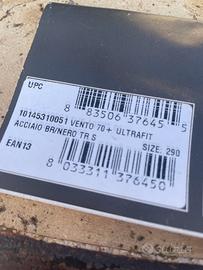 UPC
8 83506 37645 5
10145310051 VENTO 70+ ULTRAFIT
ACCIAIO BR/NERO TR S SIZE: 290
EAN13
8 033311 376450
subito